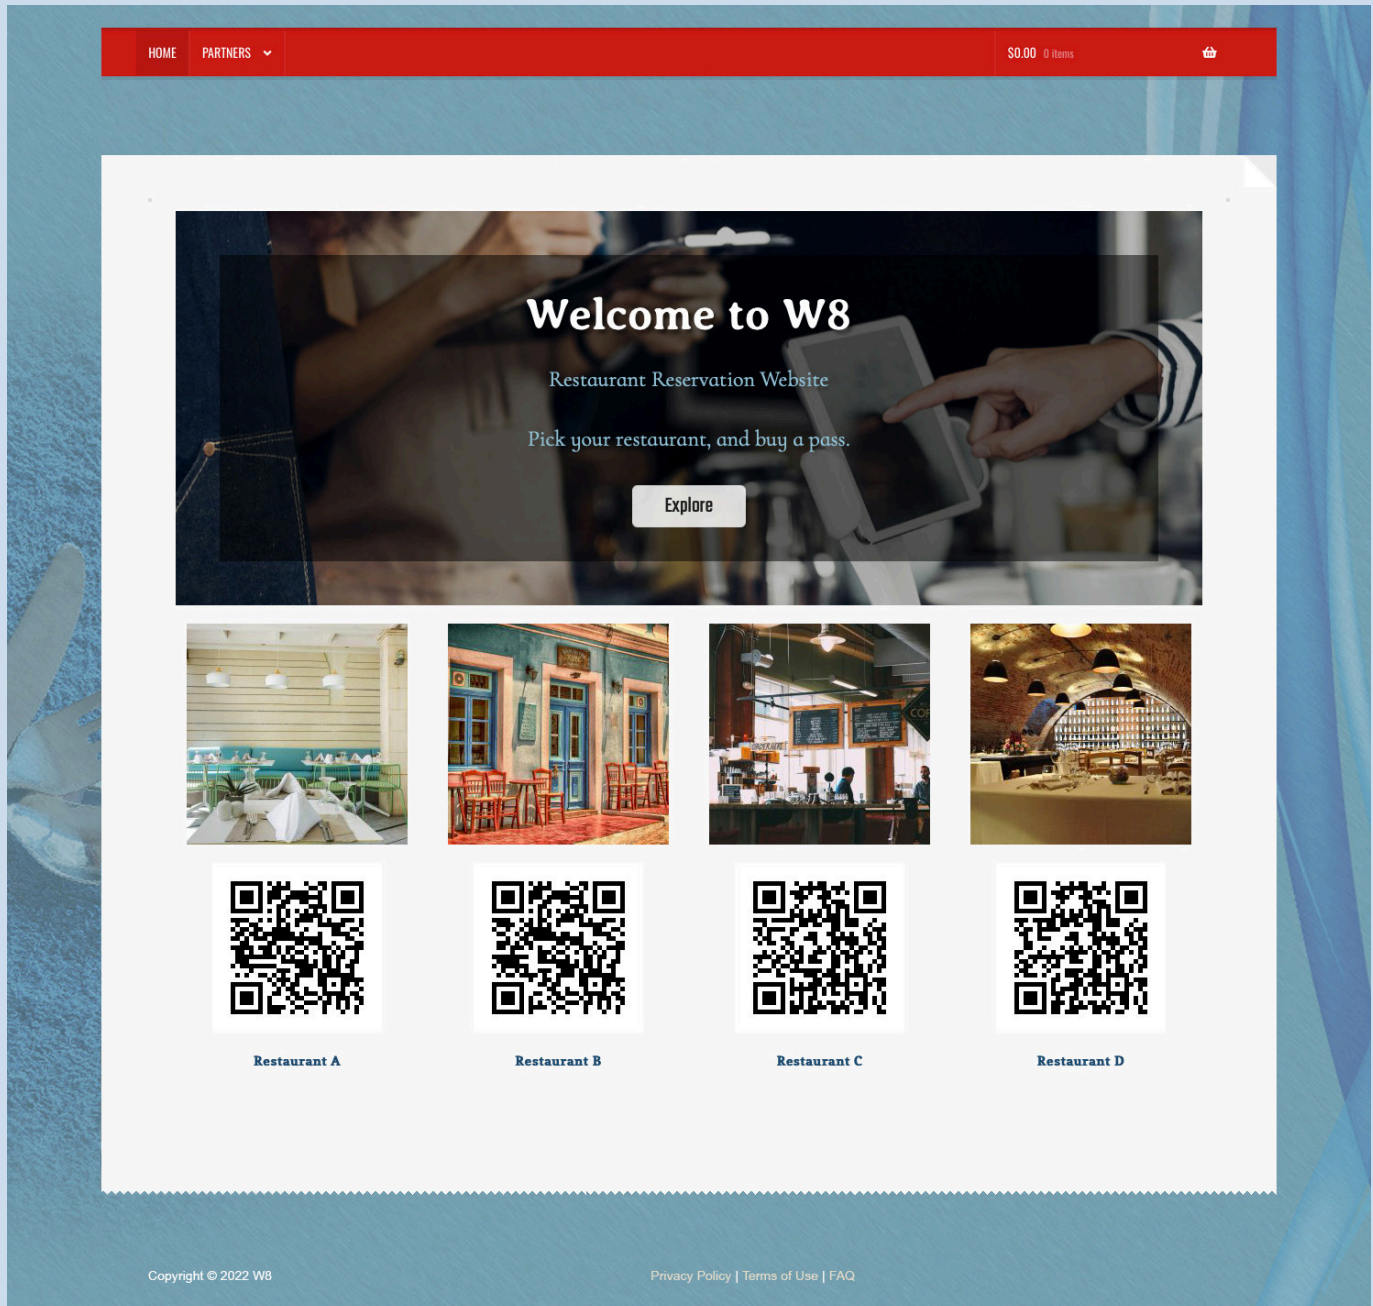 HOME PARTNERS $0.00 0 items
Welcome to W8
Restaurant Reservation Website
Pick your restaurant, and buy a pass.
Explore
Restaurant A Restaurant B Restaurant C Restaurant D
Copyright © 2022 W8 Privacy Policy | Terms of Use | FAQ